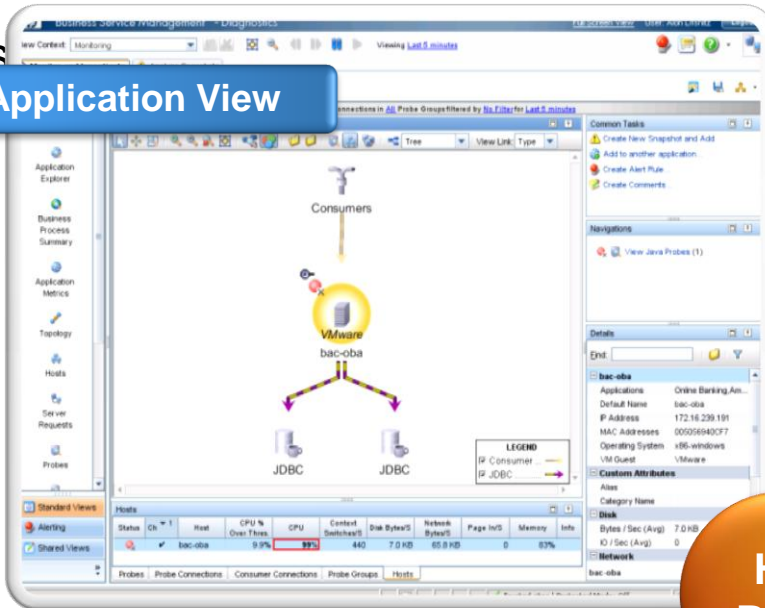 Business Service Management - Diagnostics
Full Screen View User:
View Context: Monitoring
Viewing Last 5 minutes
Application View
Connections in All Probe Groups filtered by No Filter for Last 5 minutes
Tree
View Link: Type
Application Explorer
Business Process Summary
Application Metrics
Topology
Hosts
Server Requests
Probes
Standard Views
Alerting
Shared Views
Consumers
VMware
bac-oba
JDBC
JDBC
LEGEND
Consumer ...
JDBC
Common Tasks
Create New Snapshot and Add
Add to another application
Create Alert Rule
Create Comments
Navigations
View Java Probes (1)
Details
Find:
bac-oba
Applications Online Banking,Am...
Default Name bac-oba
IP Address 172.16.239.191
MAC Addresses 005056940CF7
Operating System x86-windows
VM Guest VMware
Custom Attributes
Alias
Category Name
Disk
Bytes / Sec (Avg) 7.0 KB
IO / Sec (Avg) 0
Network
bac-oba
Hosts
Status Ch 1 Host CPU % Over Thres. CPU Context Switches/S Disk Bytes/S Network Bytes/S Page In/S Memory Info
bac-oba 9.9% 99% 440 7.0 KB 65.8 KB 0 63%
Probes Probe Connections Consumer Connections Probe Groups Hosts